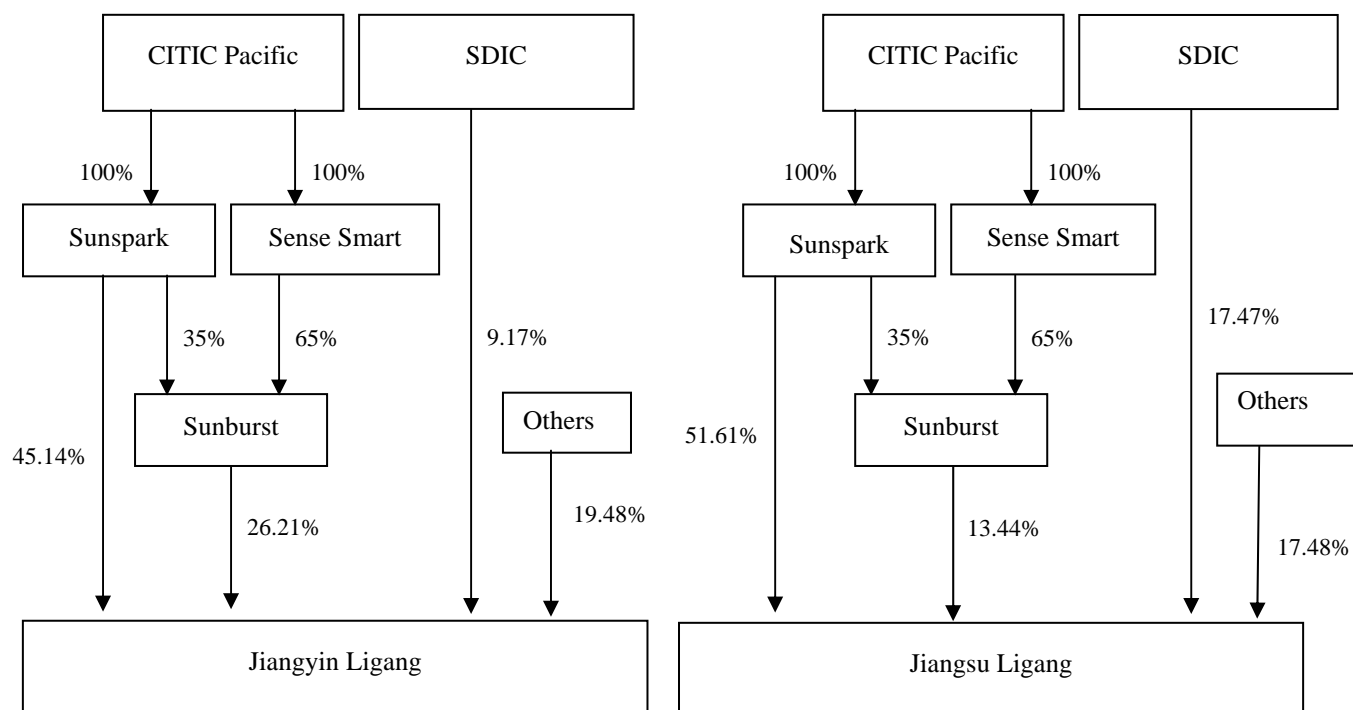 CITIC Pacific
SDIC
100%
100%
Sunspark
Sense Smart
35%
65%
9.17%
Sunburst
Others
45.14%
26.21%
19.48%
Jiangyin Ligang
CITIC Pacific
SDIC
100%
100%
Sunspark
Sense Smart
35%
65%
17.47%
Sunburst
Others
51.61%
13.44%
17.48%
Jiangsu Ligang